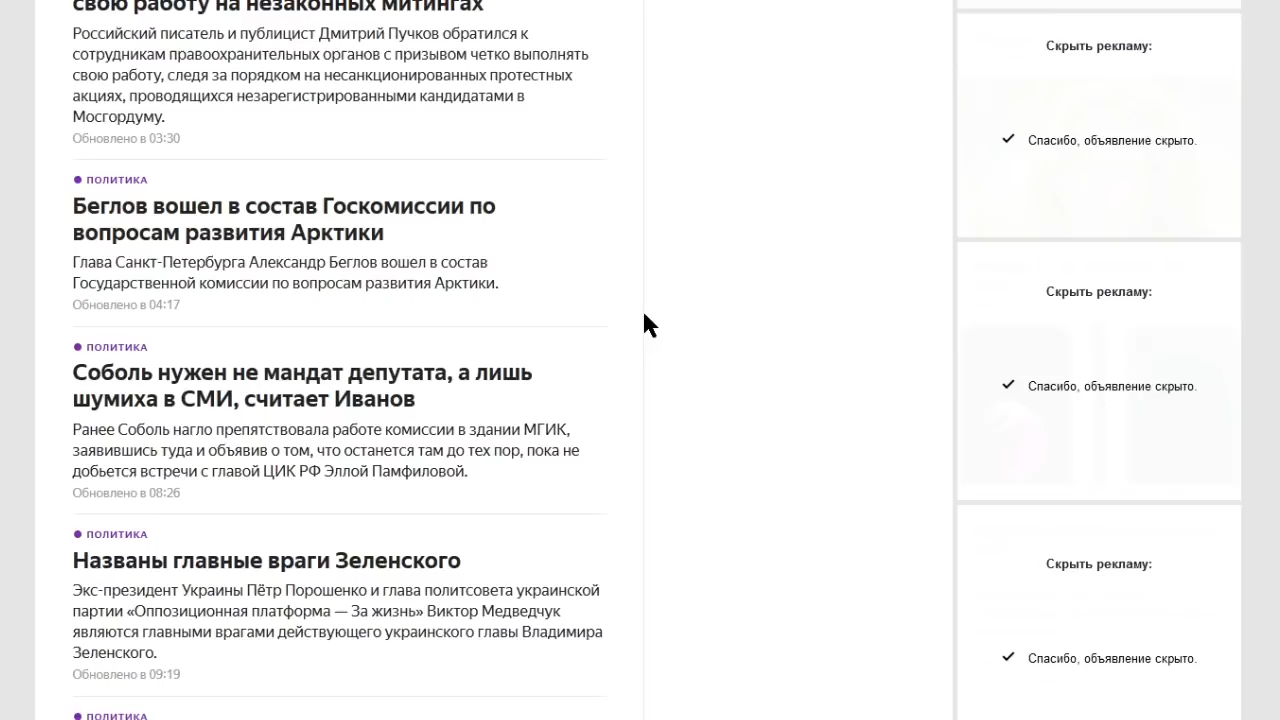 свою работу на незаконных митингах
Российский писатель и публицист Дмитрий Пучков обратился к
сотрудникам правоохранительных органов с призывом четко выполнять
свою работу, следя за порядком на несанкционированных протестных
акциях, проводящихся незарегистрированными кандидатами в
Мосгордуму.
Обновлено в 03:30
ПОЛИТИКА
Беглов вошел в состав Госкомиссии по
вопросам развития Арктики
Глава Санкт-Петербурга Александр Беглов вошел в состав
Государственной комиссии по вопросам развития Арктики.
Обновлено в 04:17
ПОЛИТИКА
Соболь нужен не мандат депутата, а лишь
шумиха в СМИ, считает Иванов
Ранее Соболь нагло препятствовала работе комиссии в здании МГИК,
заявившись туда и объявив о том, что останется там до тех пор, пока не
добьется встречи с главой ЦИК РФ Эллой Памфиловой.
Обновлено в 08:26
ПОЛИТИКА
Названы главные враги Зеленского
Экс-президент Украины Пётр Порошенко и глава политсовета украинской
партии «Оппозиционная платформа — За жизнь» Виктор Медведчук
являются главными врагами действующего украинского главы Владимира
Зеленского.
Обновлено в 09:19
ПОЛИТИКА
Скрыть рекламу:
Спасибо, объявление скрыто.
Скрыть рекламу:
Спасибо, объявление скрыто.
Скрыть рекламу:
Спасибо, объявление скрыто.